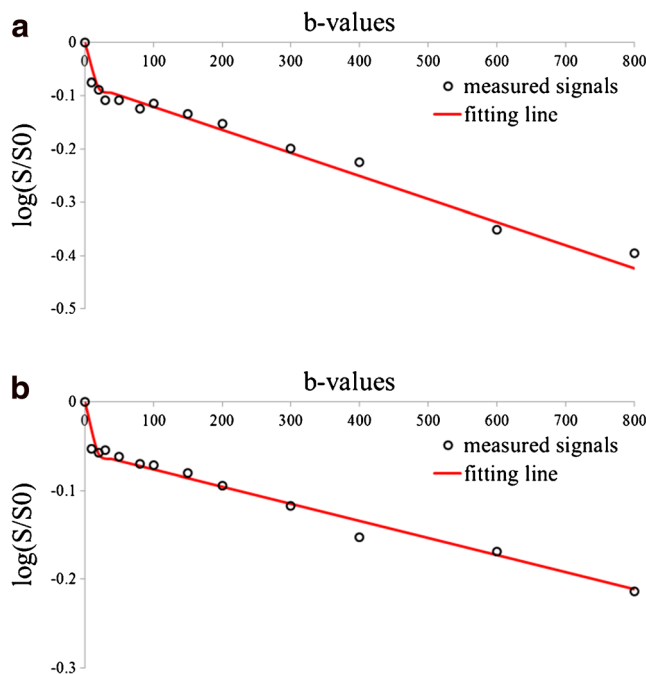 a
b-values
0
0 100 200 300 400 500 600 700 800
-0.1
-0.2
-0.3
-0.4
-0.5
log(S/S0)
measured signals
fitting line
b
b-values
0
0 100 200 300 400 500 600 700 800
-0.1
-0.2
-0.3
log(S/S0)
measured signals
fitting line